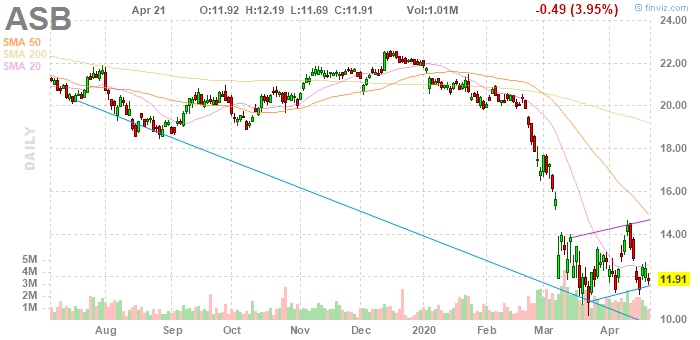 ASB
Apr 21
O:11.92 H:12.19 L:11.69 C:11.91
Vol:1.01M
-0.49 (3.95%)
© finviz.com
SMA 50
SMA 200
SMA 20
DAILY
24.00
22.00
20.00
18.00
16.00
14.00
11.91
10.00
5M
4M
3M
2M
1M
Aug Sep Oct Nov Dec 2020 Feb Mar Apr